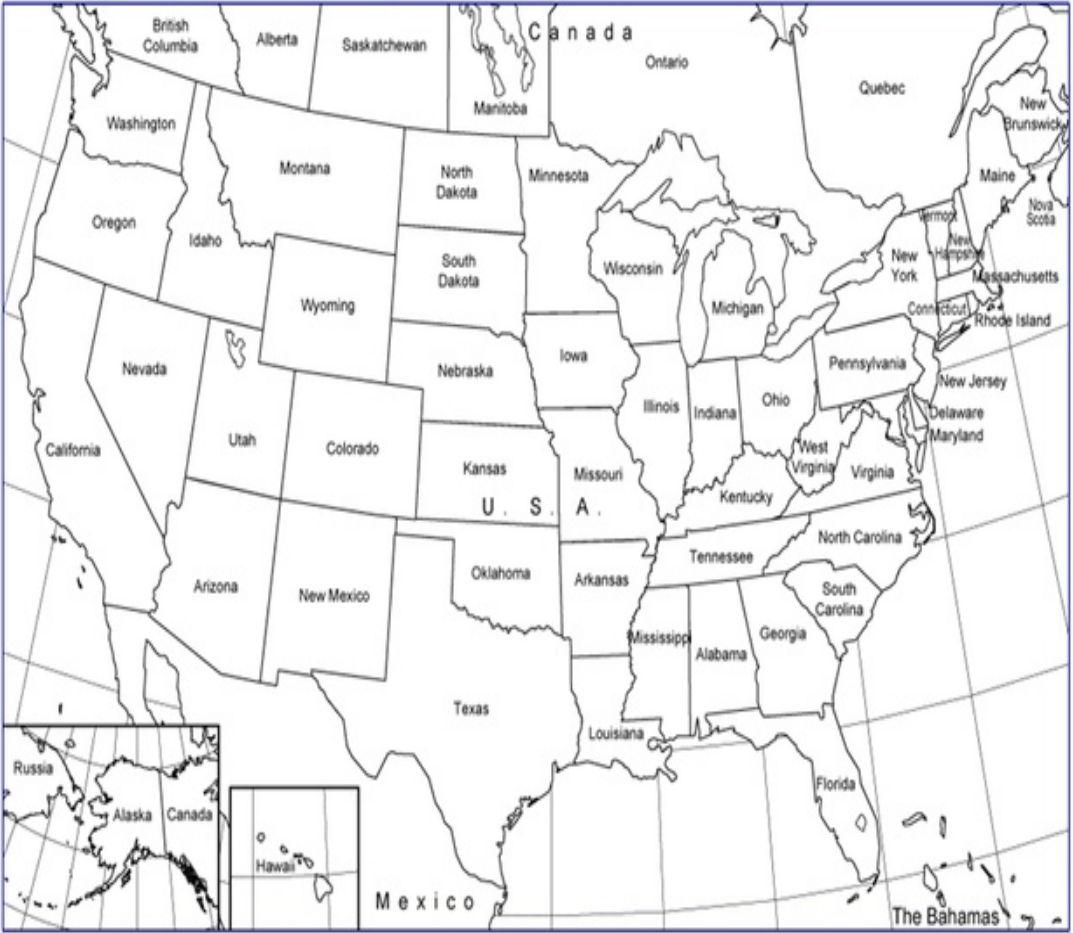 British
Columbia
Alberta
Saskatchewan
Manitoba
Canada
Ontario
Quebec
New
Brunswick
Nova
Scotia
Washington
Montana
North
Dakota
Minnesota
Maine
Oregon
Idaho
South
Dakota
Wisconsin
Vermont
New
Hampshire
New
York
Massachusetts
Wyoming
Michigan
Connecticut
Rhode Island
Nevada
Nebraska
Iowa
Pennsylvania
New Jersey
Illinois
Indiana
Ohio
Delaware
Maryland
California
Utah
Colorado
Kansas
Missouri
West
Virginia
Virginia
Kentucky
U. S. A.
North Carolina
Tennessee
Arizona
New Mexico
Oklahoma
Arkansas
South
Carolina
Mississippi
Alabama
Georgia
Texas
Louisiana
Florida
Russia
Alaska
Canada
Hawaii
Mexico
The Bahamas